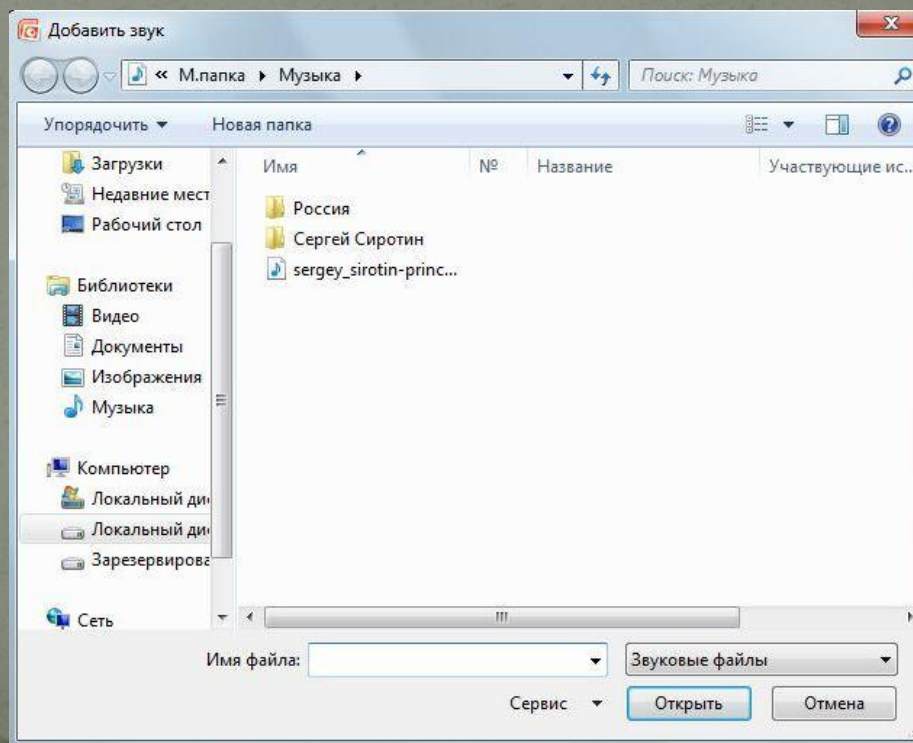 Добавить звук
« М.папка Музыка
Поиск: Музыка
Упорядочить Новая папка
Загрузки
Недавние мест
Рабочий стол
Библиотеки
Видео
Документы
Изображения
Музыка
Компьютер
Локальный ди
Локальный ди
Зарезервирова
Сеть
Имя № Название Участвующие ис...
Россия
Сергей Сиротин
sergey_sirotin-princ...
Имя файла:
Звуковые файлы
Сервис Открыть Отмена